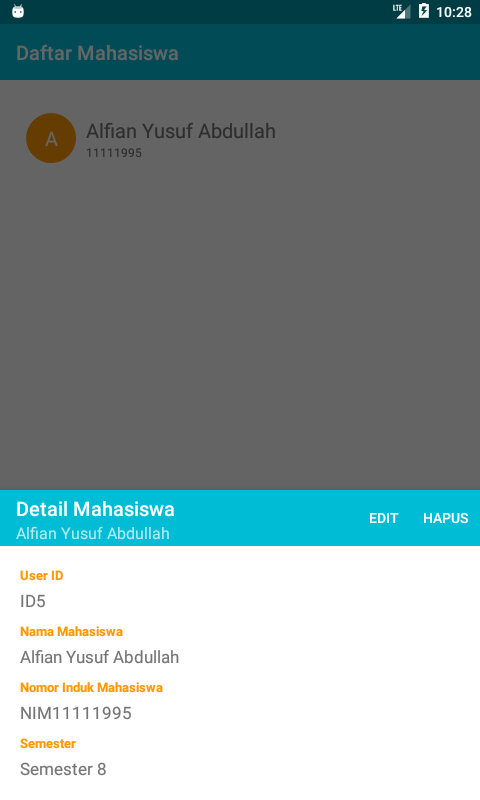 LTE 10:28
Daftar Mahasiswa
A
Alfian Yusuf Abdullah
11111995
Detail Mahasiswa
Alfian Yusuf Abdullah
EDIT HAPUS
User ID
ID5
Nama Mahasiswa
Alfian Yusuf Abdullah
Nomor Induk Mahasiswa
NIM11111995
Semester
Semester 8